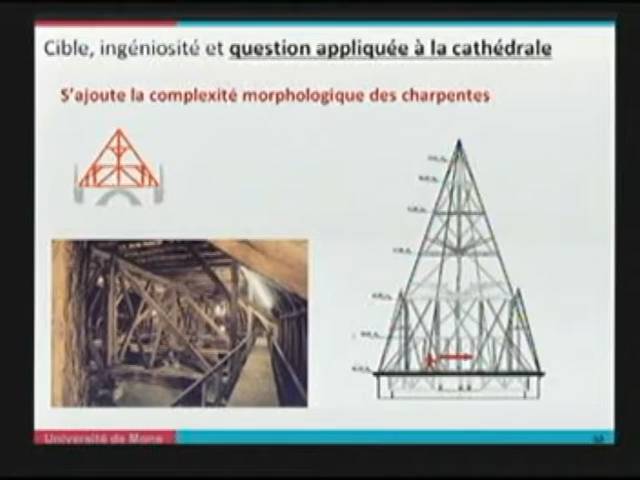 Cible, ingéniosité et question appliquée à la cathédrale
S'ajoute la complexité morphologique des charpentes
Université de Mons